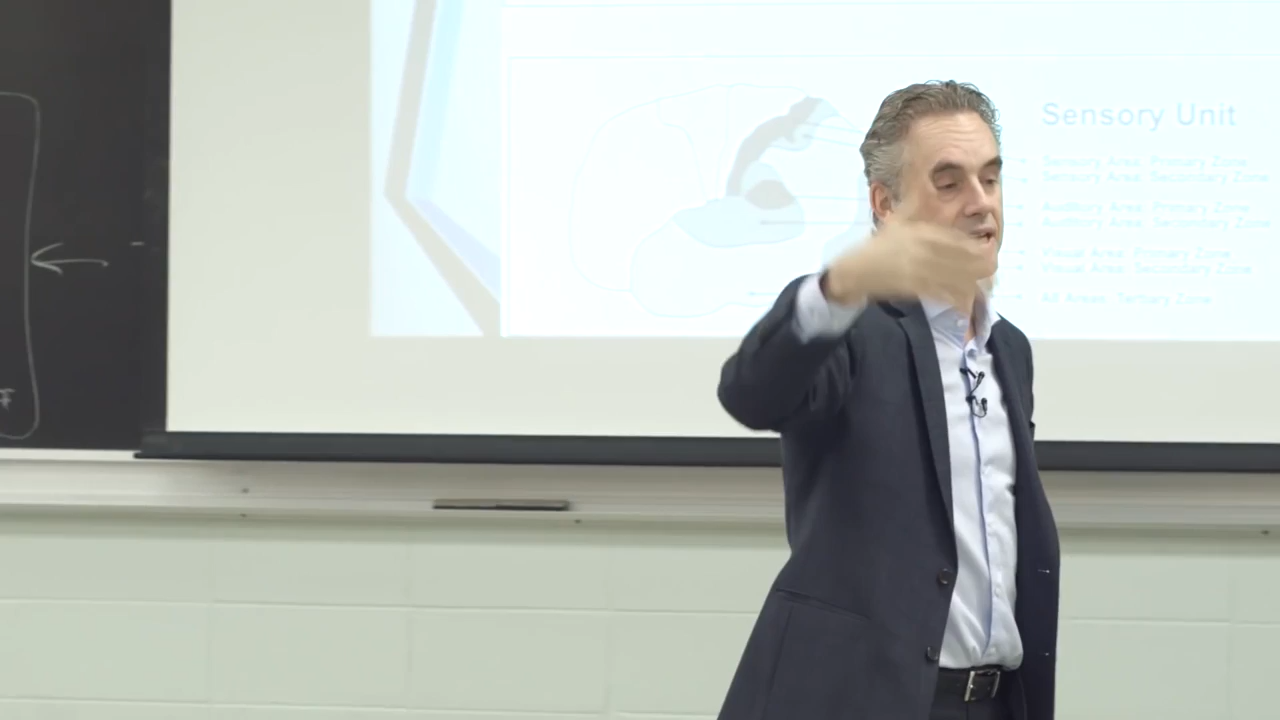 Sensory Unit
Sensory Area: Primary Zone
Sensory Area: Secondary Zone
Auditory Area: Primary Zone
Auditory Area: Secondary Zone
Visual Area: Primary Zone
Visual Area: Secondary Zone
All Areas: Tertiary Zone